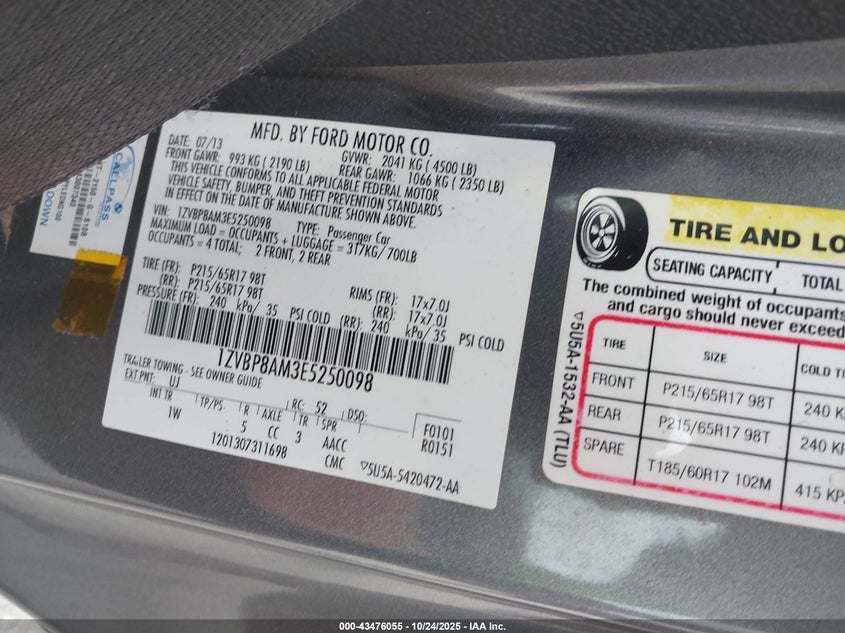 MFD. BY FORD MOTOR CO.
DATE: 07/13 GVWR: 2041 KG ( 4500 LB)
FRONT GAWR: 993 KG ( 2190 LB) REAR GAWR: 1066 KG ( 2350 LB)
THIS VEHICLE CONFORMS TO ALL APPLICABLE FEDERAL MOTOR
VEHICLE SAFETY, BUMPER, AND THEFT PREVENTION STANDARDS
IN EFFECT ON THE DATE OF MANUFACTURE SHOWN ABOVE.
VIN: 1ZVBP8AM3E5250098 TYPE: Passenger Car
MAXIMUM LOAD = OCCUPANTS + LUGGAGE = 317KG/ 700LB
OCCUPANTS = 4 TOTAL; 2 FRONT, 2 REAR
TIRE (FR): P215/65R17 98T RIMS (FR): 17x7.0J
(RR): P215/65R17 98T (RR): 17x7.0J
PRESSURE (FR): 240 kPa/ 35 PSI COLD (RR): 240 kPa/ 35 PSI COLD
1ZVBP8AM3E5250098
TRAILER TOWING - SEE OWNER GUIDE
EXT PNT: UJ RC: 52 DSO: F0101
INT TR TP/PS R AXLE TR SPR R0151
1W 5 CC 3 AACC
1201307311698 CMC 5U5A-5420472-AA
CALLPASS
DOWN
TIRE AND LO
SEATING CAPACITY TOTAL
The combined weight of occupants
and cargo should never exceed
TIRE SIZE COLD TI
FRONT P215/65R17 98T 240 KP
REAR P215/65R17 98T 240 KP
SPARE T185/60R17 102M 415 KP
5U5A-1532-AA (TLU)
000-43476055 - 10/24/2025 - IAA Inc.